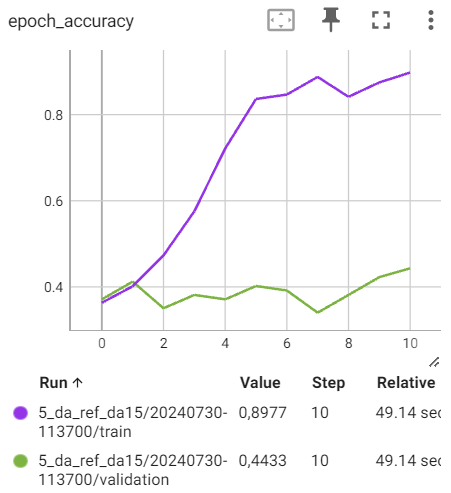 epoch_accuracy
0.8
0.6
0.4
0 2 4 6 8 10
Run ↑ Value Step Relative
5_da_ref_da15/20240730- 0,8977 10 49.14 sec
113700/train
5_da_ref_da15/20240730- 0,4433 10 49.14 sec
113700/validation